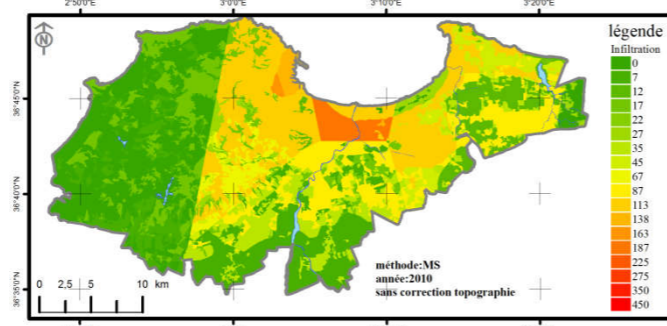 2°50'0"E 3°0'0"E 3°10'0"E 3°20'0"E
N
36°45'0"N
36°40'0"N
36°35'0"N
0 2,5 5 10 km
méthode:MS
année:2010
sans correction topographie
légende
Infiltration
0
7
12
17
22
27
35
45
67
87
113
138
163
187
225
275
350
450